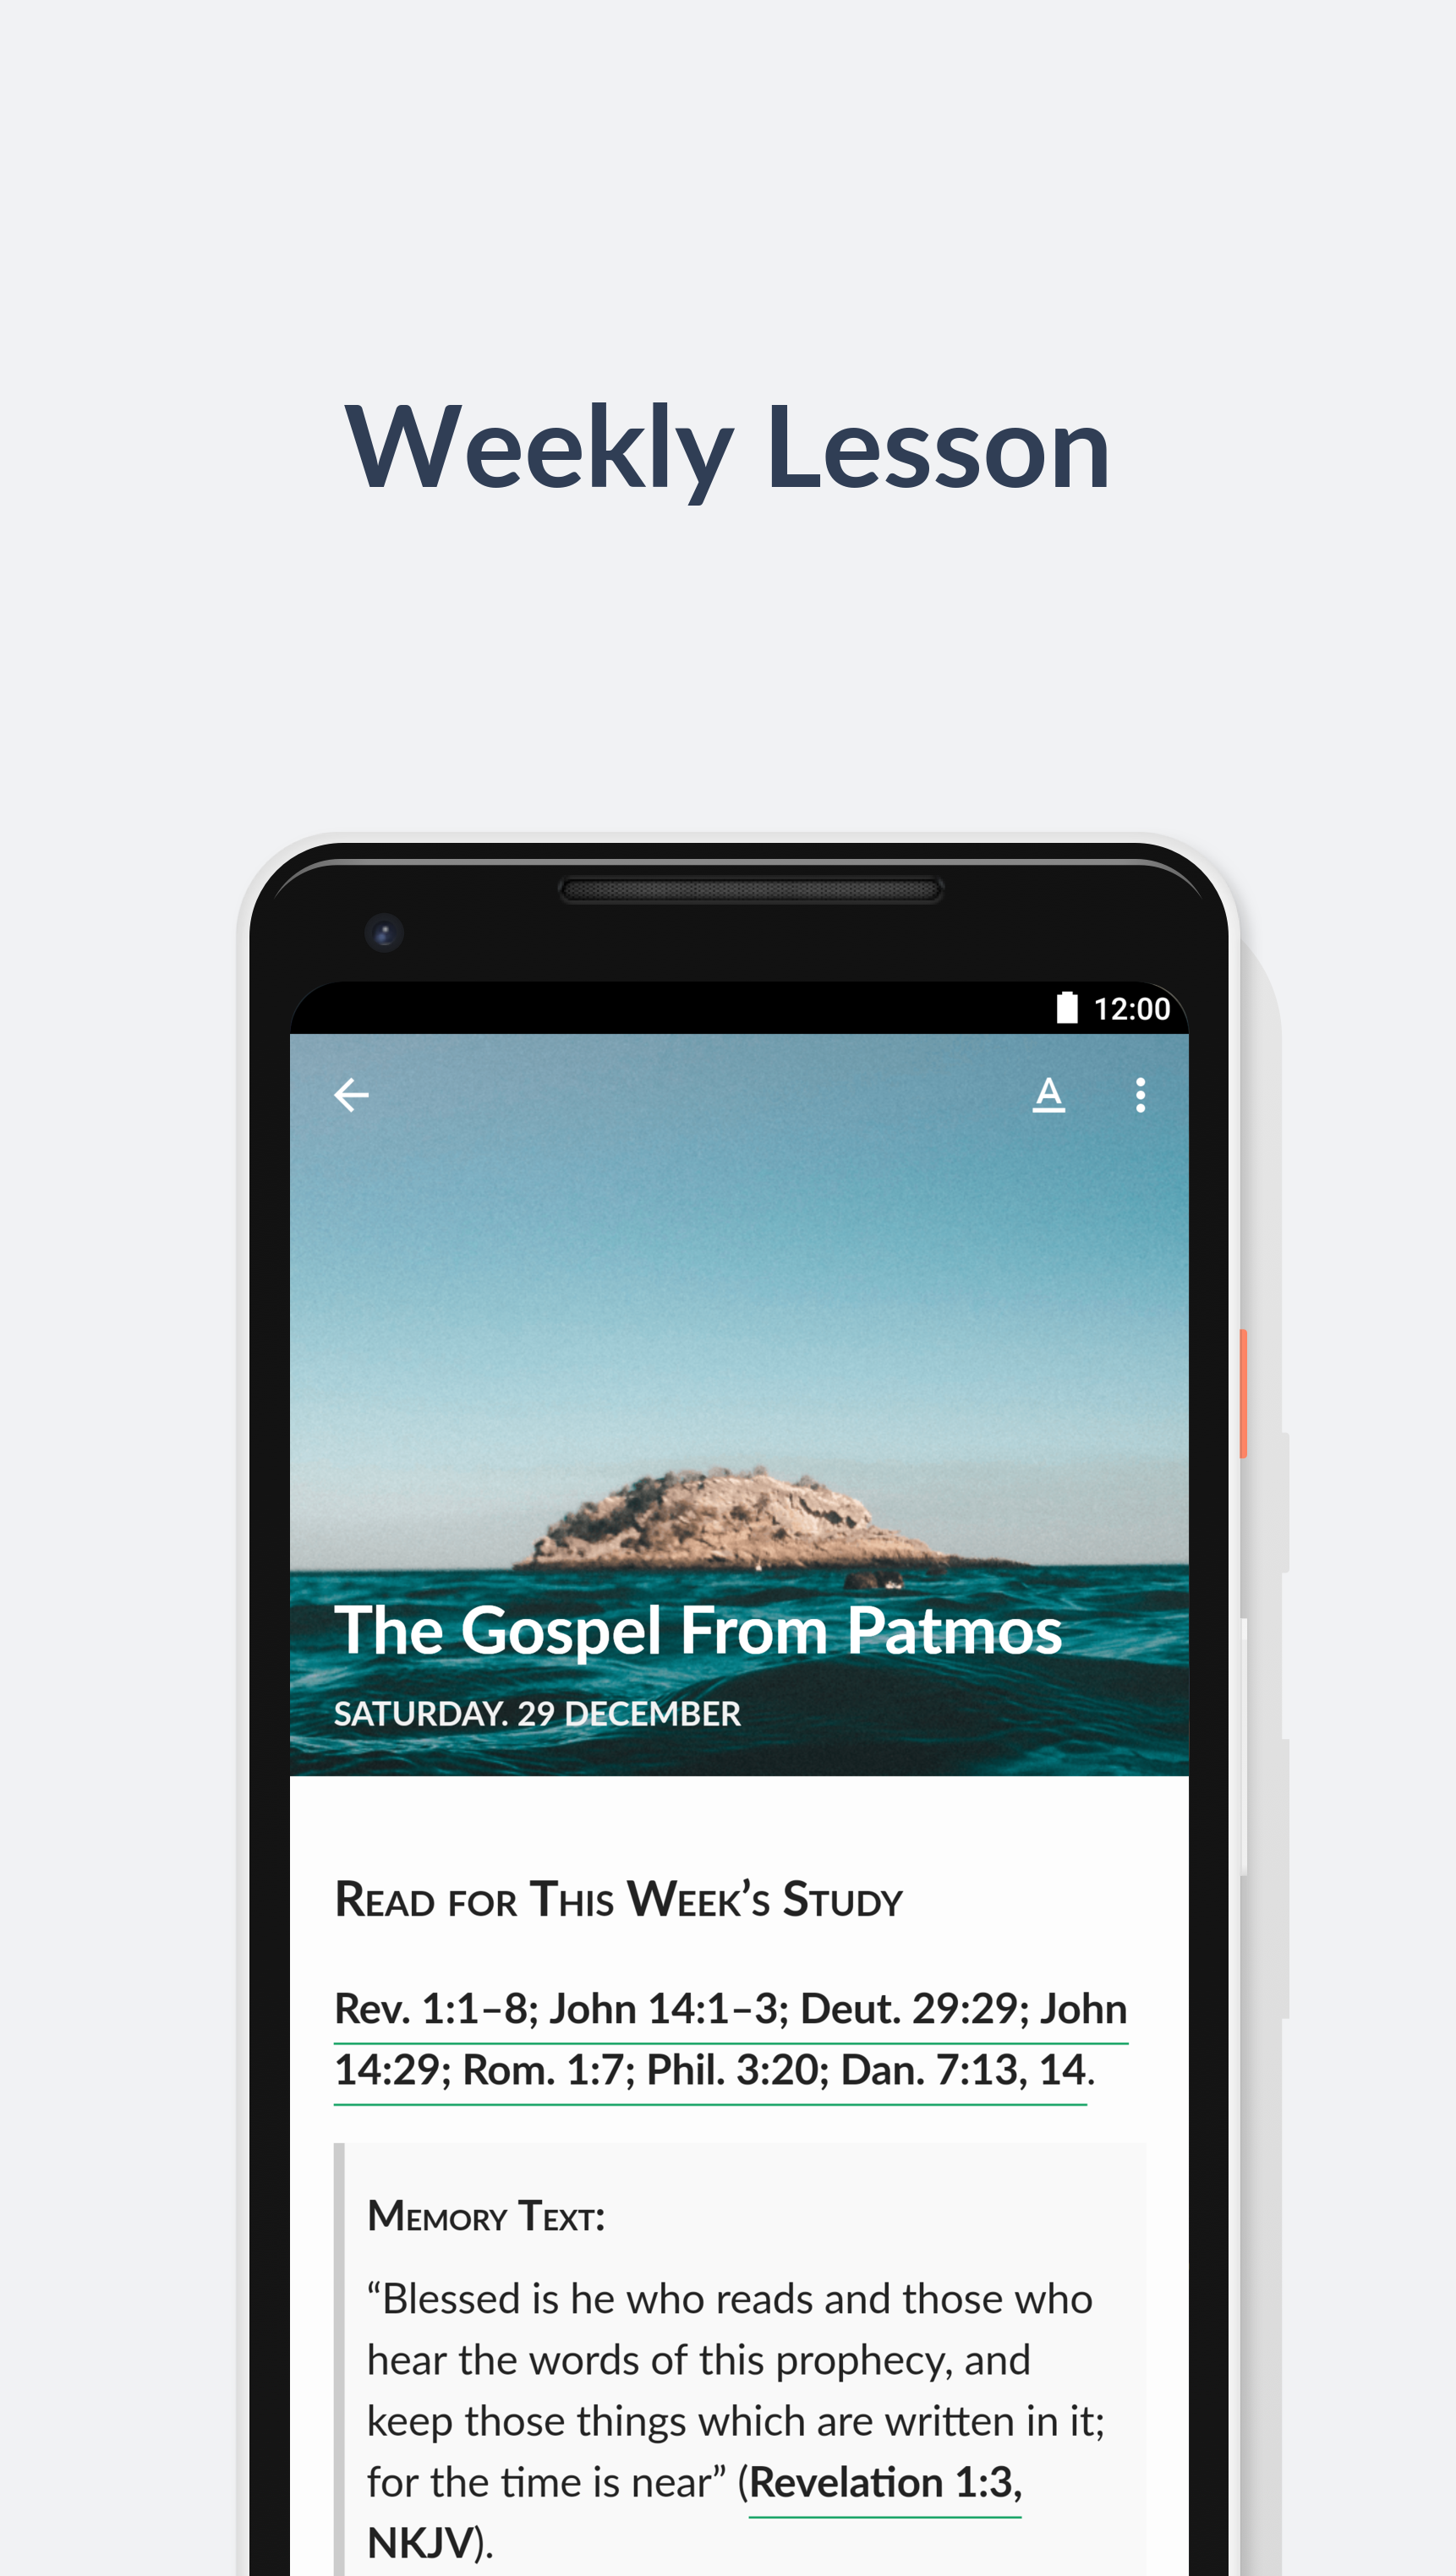 Weekly Lesson
12:00
A
The Gospel From Patmos
SATURDAY. 29 DECEMBER
Read for This Week’s Study
Rev. 1:1–8; John 14:1–3; Deut. 29:29; John
14:29; Rom. 1:7; Phil. 3:20; Dan. 7:13, 14.
Memory Text:
“Blessed is he who reads and those who
hear the words of this prophecy, and
keep those things which are written in it;
for the time is near” (Revelation 1:3,
NKJV).